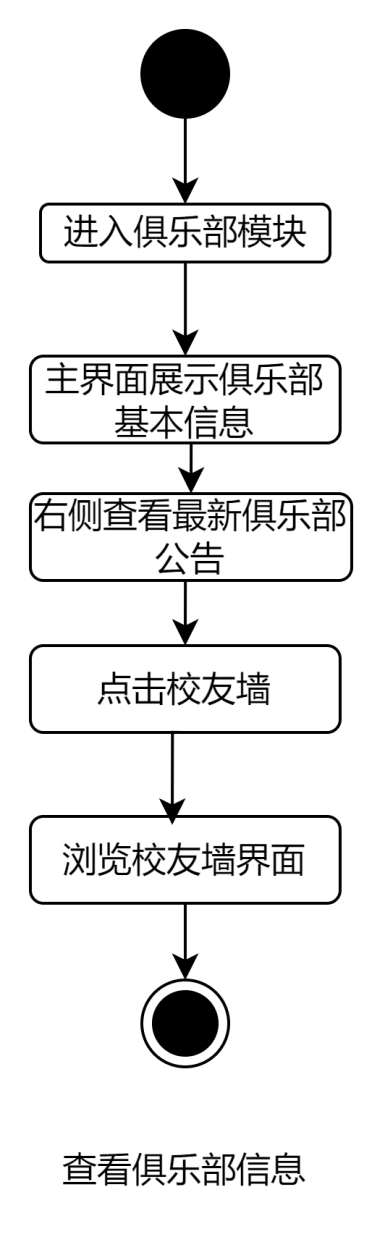 进入俱乐部模块
主界面展示俱乐部
基本信息
右侧查看最新俱乐部
公告
点击校友墙
浏览校友墙界面
查看俱乐部信息